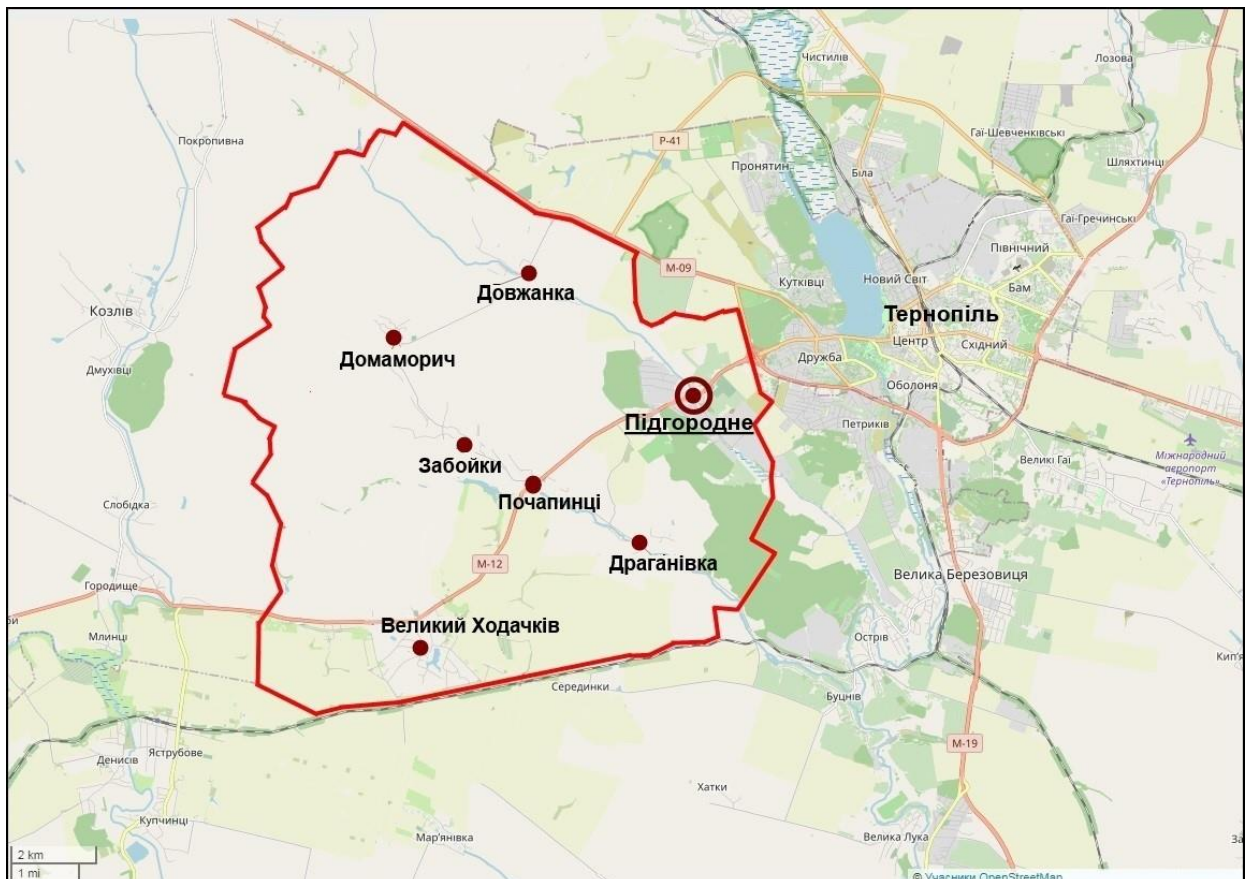 Чистилів
Лозова
Покропивна
Р-41
Гаї-Шевченківські
Шляхтинці
Пронятин
Біла
Гаї-Гречинські
Північний
М-09
Кутківці
Новий Світ
Бам
Довжанка
Козлів
Тернопіль
Домаморич
Центр
Східний
Дмухівці
Дружба
Оболоня
Підгородне
Петриків
Забойки
Великі Гаї
Міжнародний
аеропорт
«Тернопіль»
Почапинці
Слобідка
М-12
Драганівка
Городище
Велика Березовиця
Великий Ходачків
Млинці
Острів
Серединки
Буцнів
М-19
Яструбове
Денисів
Хатки
Купчинці
Мар'янівка
Велика Лука
2 km
1 mi
© Учасники OpenStreetMap